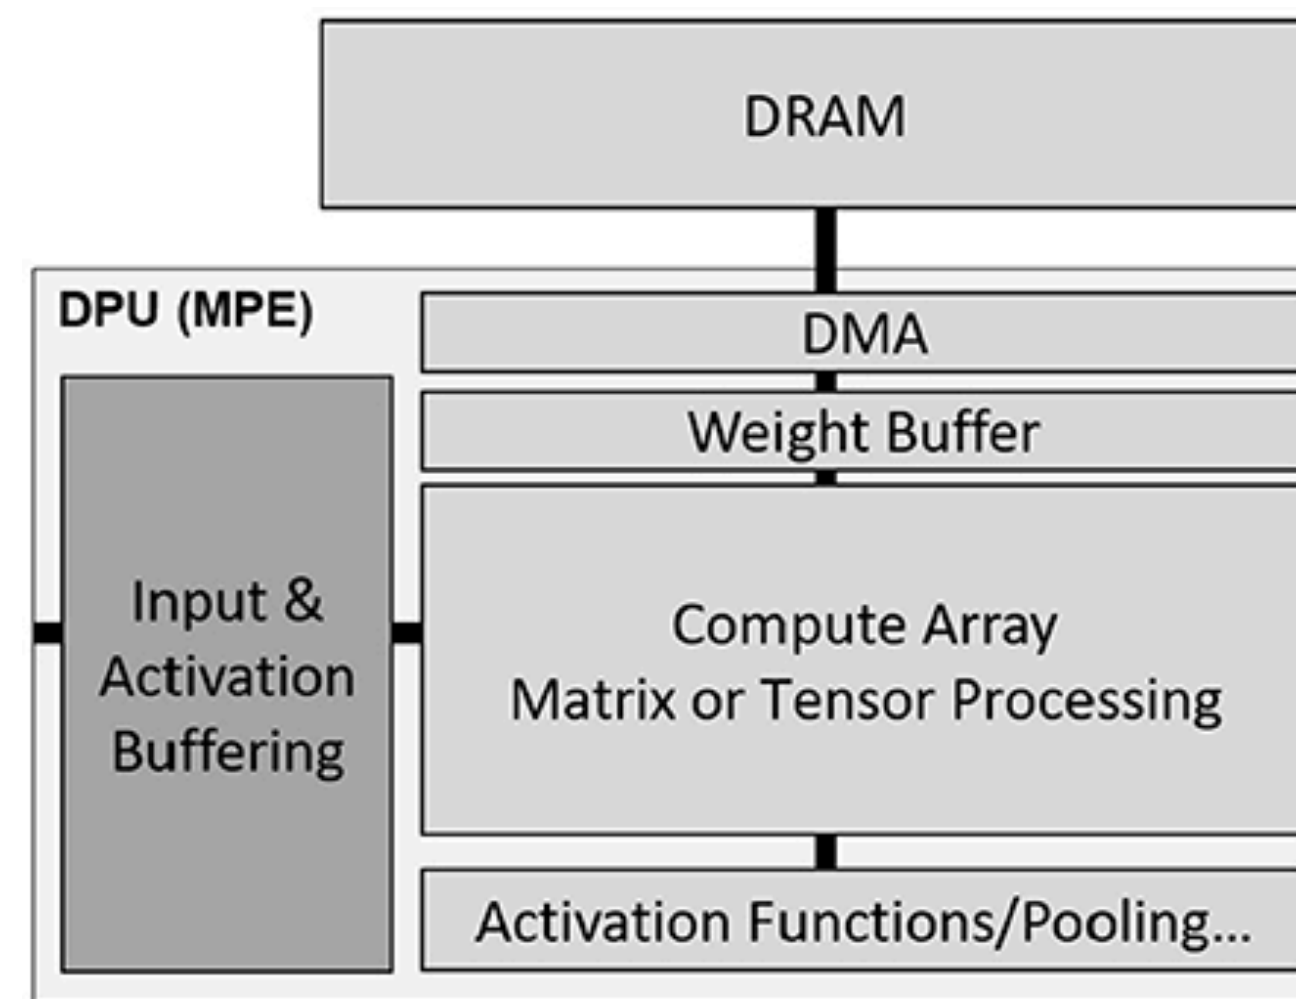 DRAM
DPU (MPE)
DMA
Weight Buffer
Input &
Activation
Buffering
Compute Array
Matrix or Tensor Processing
Activation Functions/Pooling...